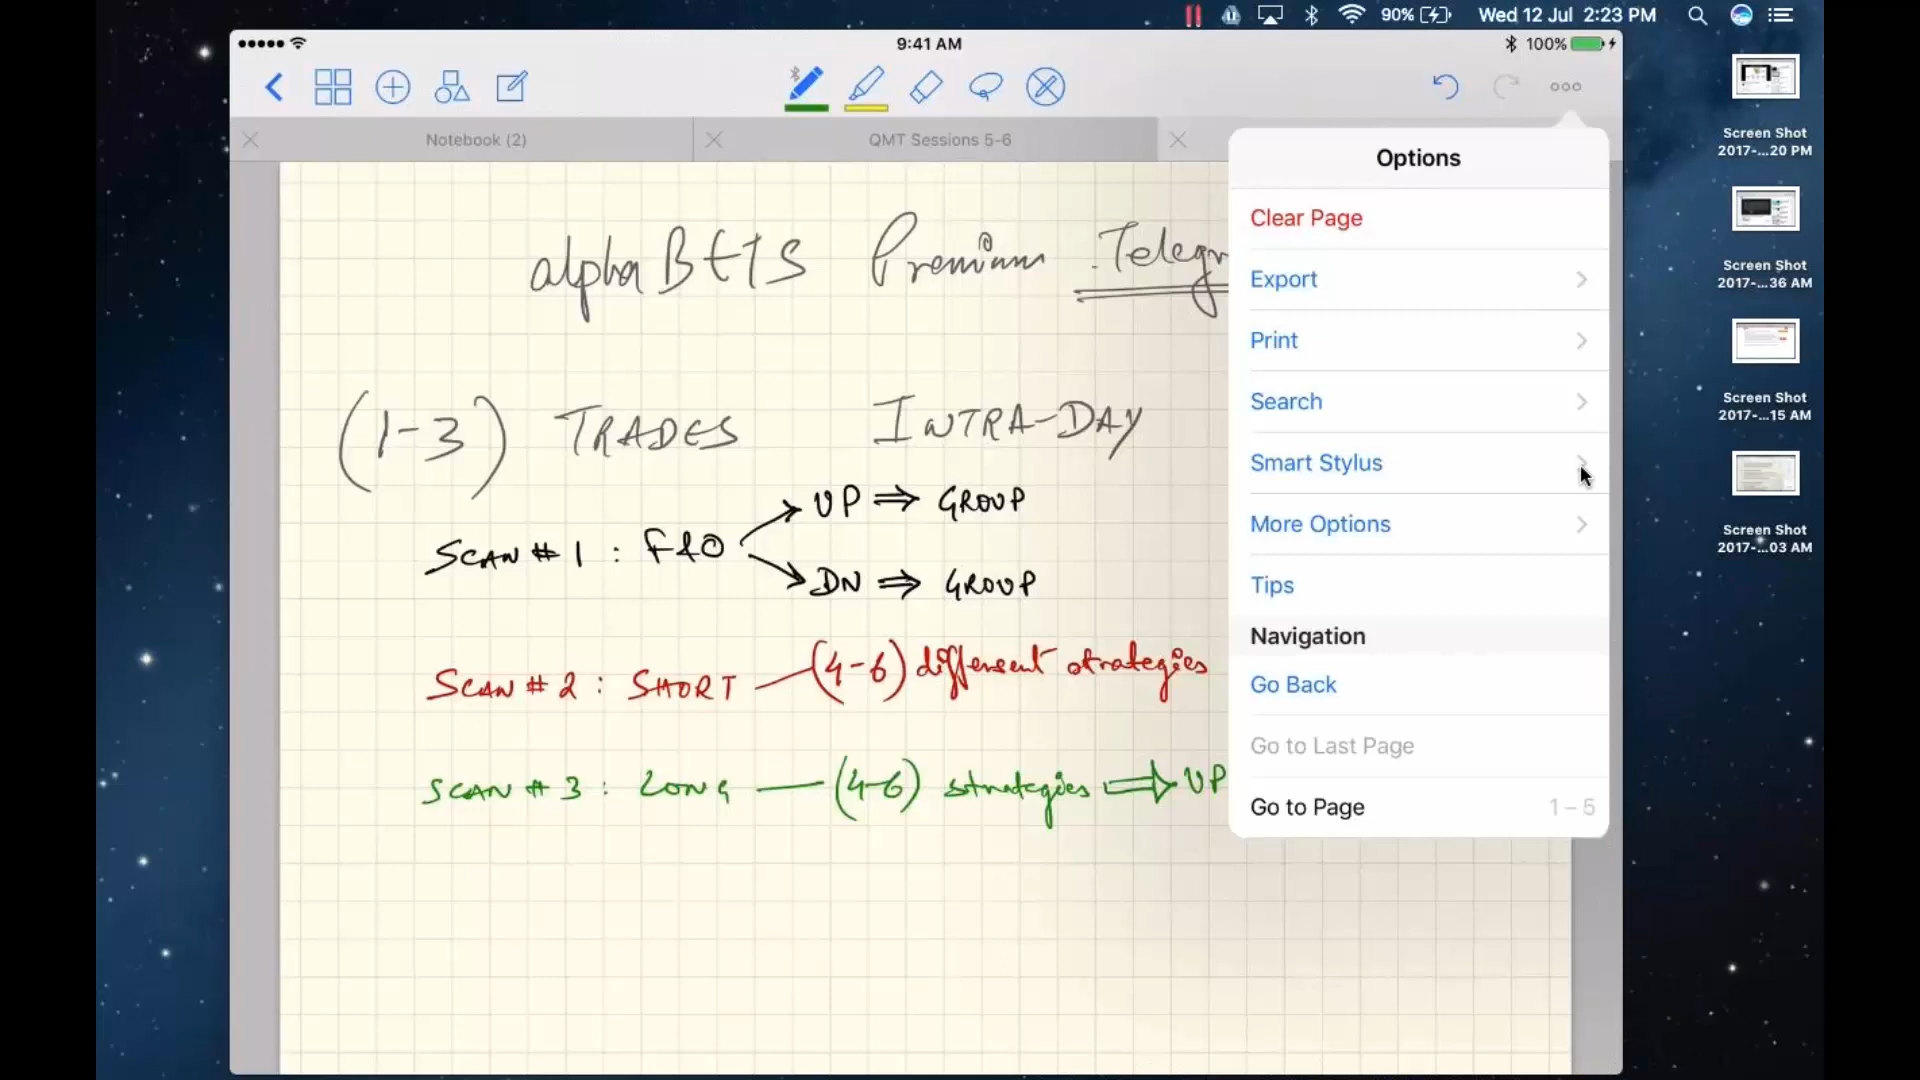 90% Wed 12 Jul 2:23 PM
9:41 AM
100%
Notebook (2)
QMT Sessions 5-6
alphaBETS Premium Telegr
(1-3) TRADES INTRA-DAY
SCAN # 1 : F&O
UP ⇒ GROUP
DN ⇒ GROUP
SCAN # 2 : SHORT — (4-6) different strategies
SCAN # 3 : LONG — (4-6) strategies ⇒ UP
Options
Clear Page
Export
Print
Search
Smart Stylus
More Options
Tips
Navigation
Go Back
Go to Last Page
Go to Page 1 – 5
Screen Shot
2017-...20 PM
Screen Shot
2017-...36 AM
Screen Shot
2017-...15 AM
Screen Shot
2017-...03 AM